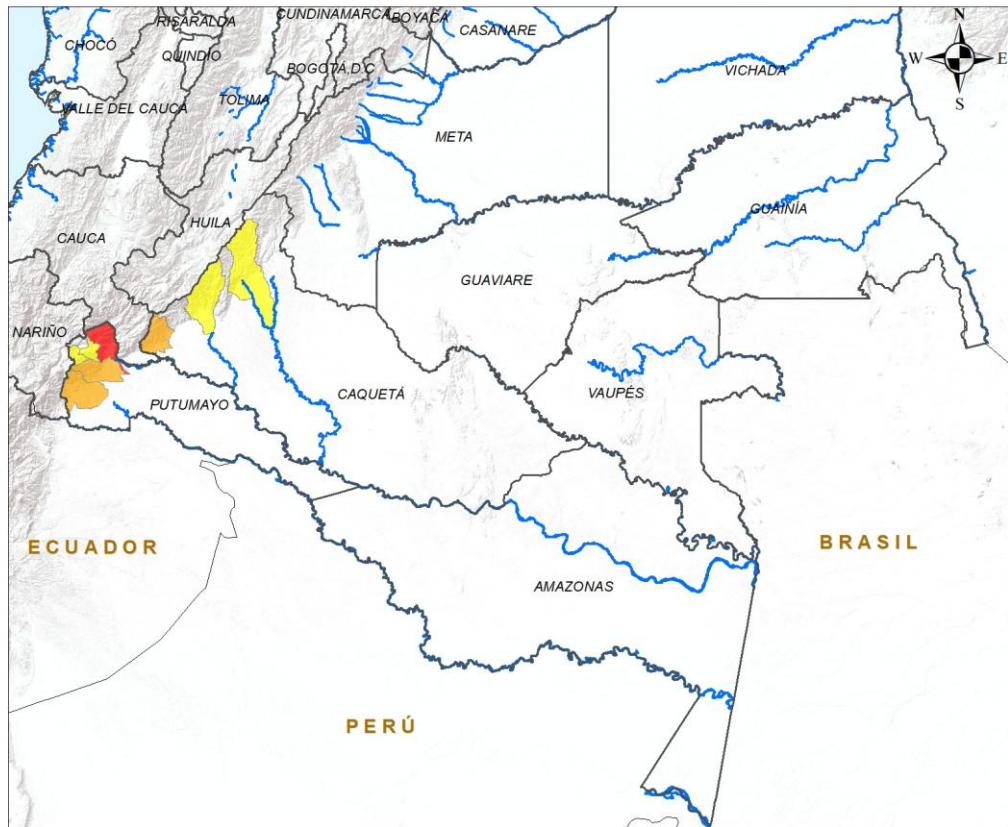 CUNDINAMARCA
BOYACÁ
RISARALDA
CASANARE
N
CHOCÓ
QUINDIO
BOGOTÁ D.C
W
E
VICHADA
TOLIMA
VALLE DEL CAUCA
S
META
HUILA
GUAINÍA
CAUCA
GUAVIARE
NARIÑO
CAQUETÁ
VAUPÉS
PUTUMAYO
ECUADOR
BRASIL
AMAZONAS
PERÚ